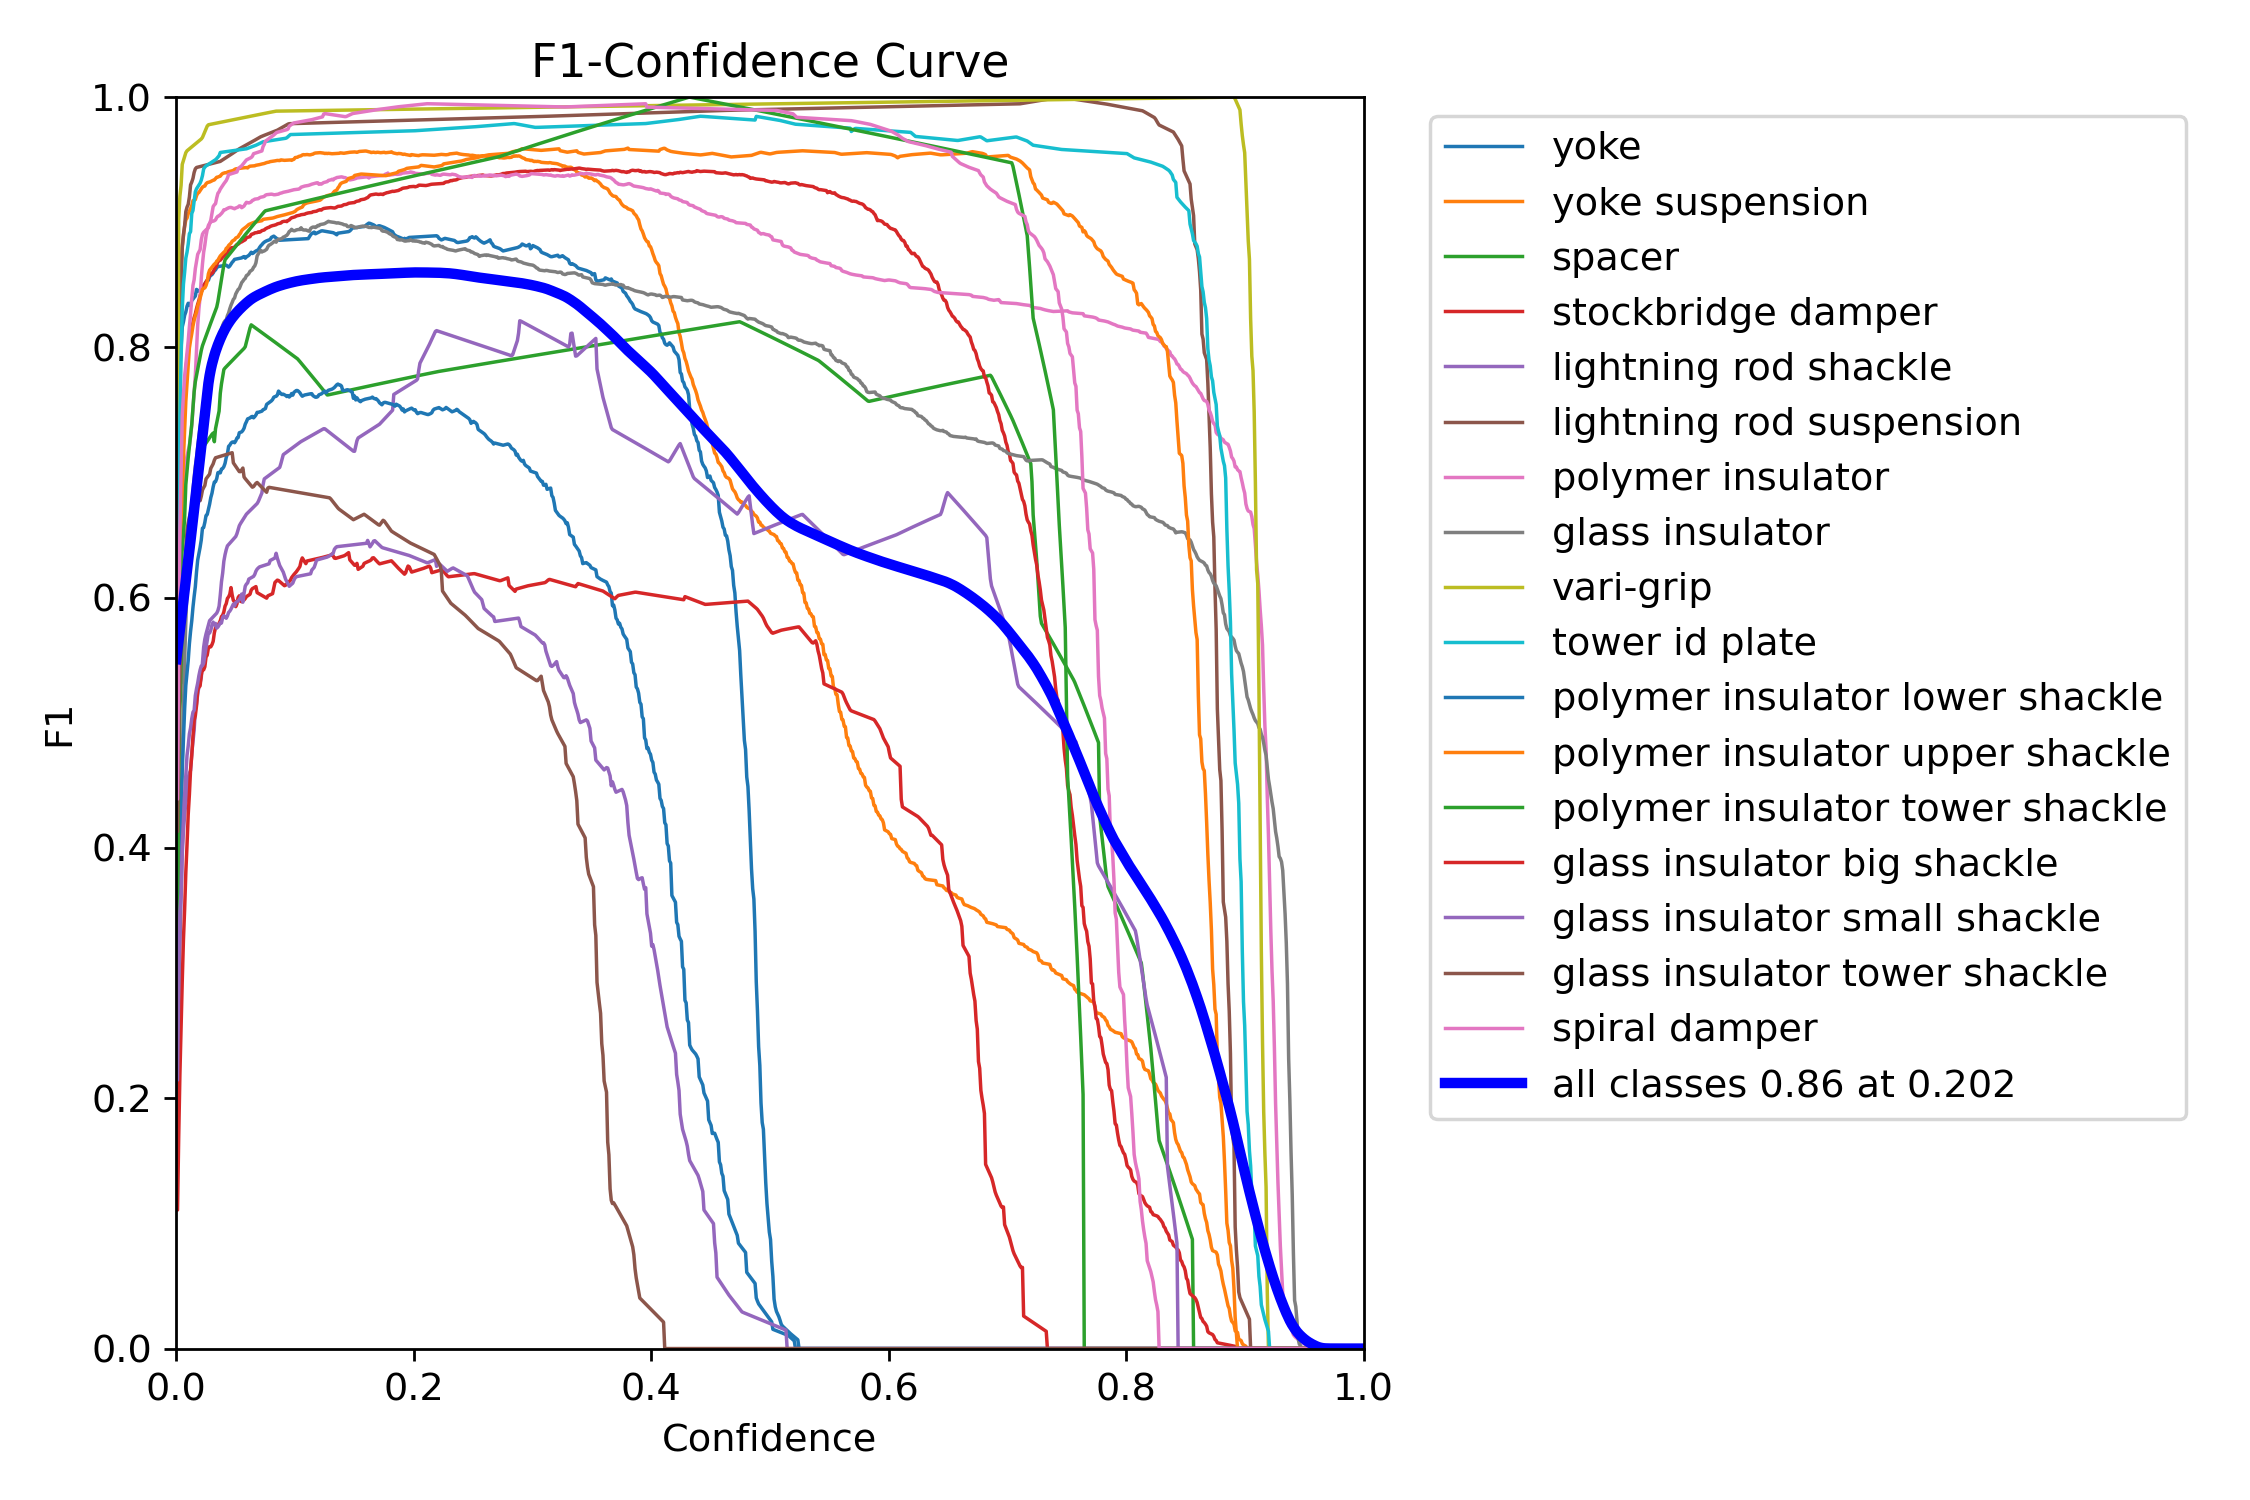 F1-Confidence Curve
1.0
0.8
0.6
0.4
0.2
0.0
F1
0.0 0.2 0.4 0.6 0.8 1.0
Confidence
yoke
yoke suspension
spacer
stockbridge damper
lightning rod shackle
lightning rod suspension
polymer insulator
glass insulator
vari-grip
tower id plate
polymer insulator lower shackle
polymer insulator upper shackle
polymer insulator tower shackle
glass insulator big shackle
glass insulator small shackle
glass insulator tower shackle
spiral damper
all classes 0.86 at 0.202